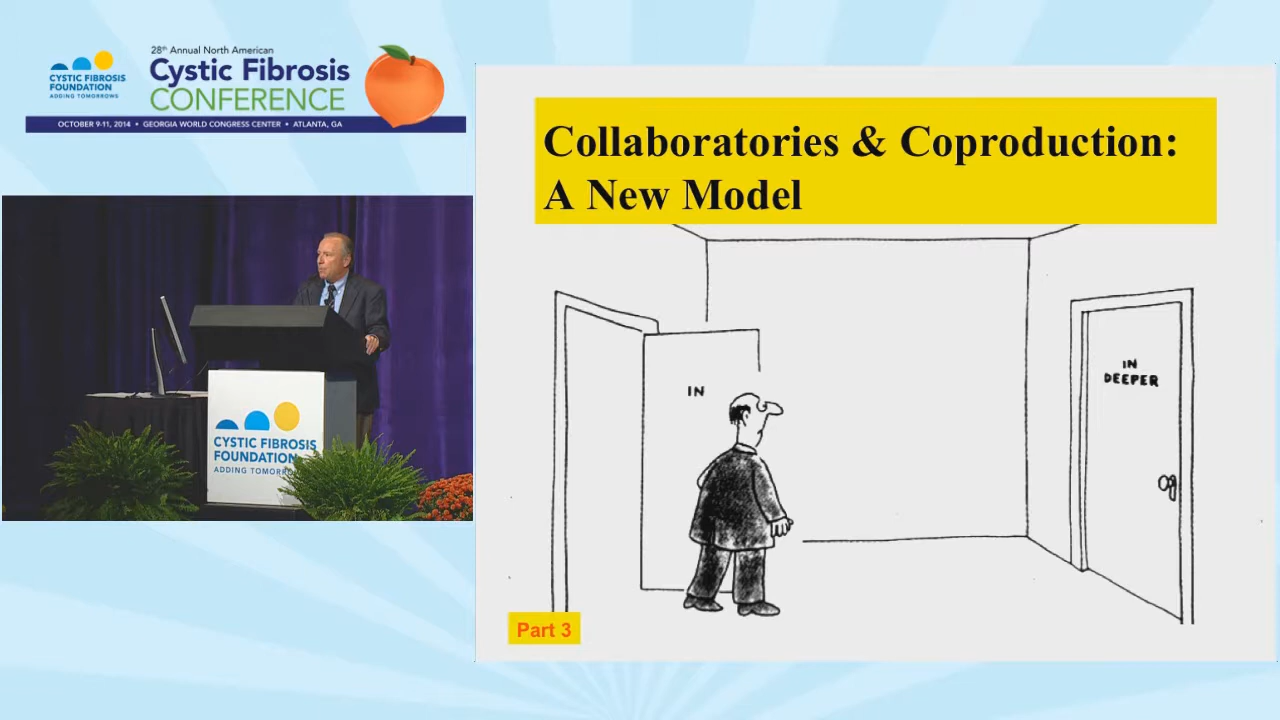 CYSTIC FIBROSIS
FOUNDATION
ADDING TOMORROWS
28th Annual North American
Cystic Fibrosis
CONFERENCE
OCTOBER 9-11, 2014 • GEORGIA WORLD CONGRESS CENTER • ATLANTA, GA
CYSTIC FIBROSIS
FOUNDATION
ADDING TOMORRO
Collaboratories & Coproduction:
A New Model
IN
IN
DEEPER
Part 3